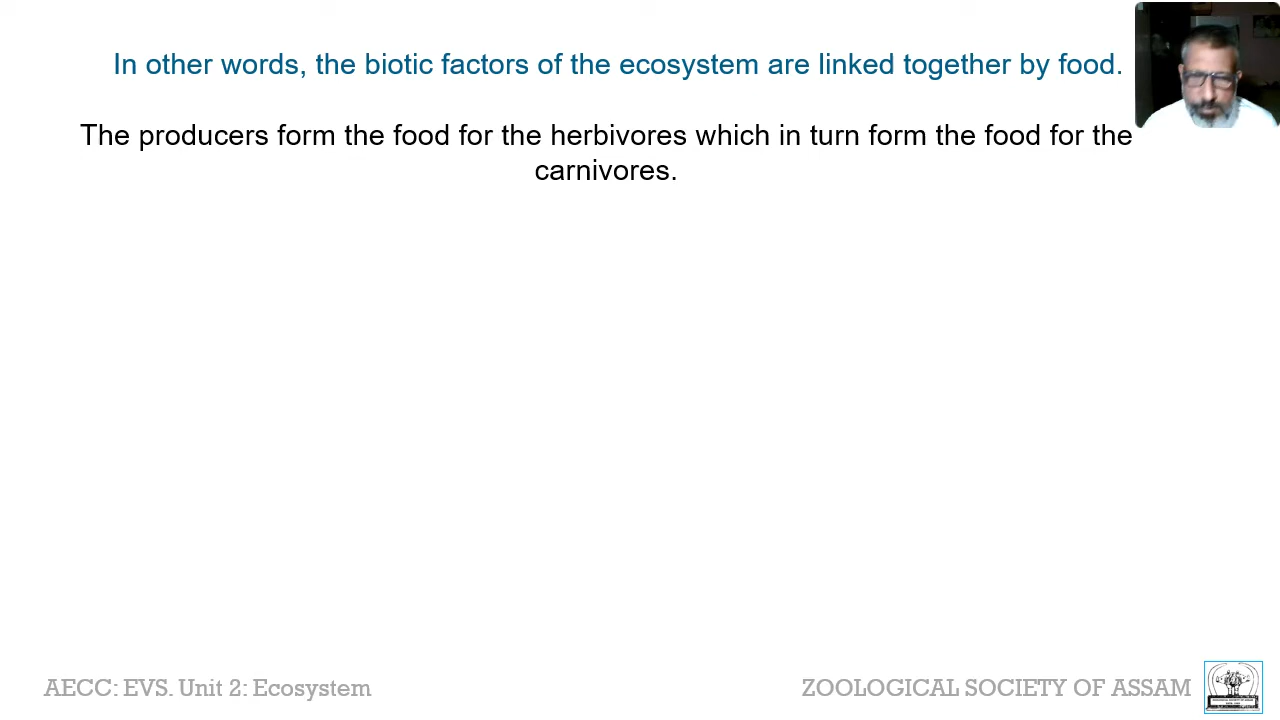 In other words, the biotic factors of the ecosystem are linked together by food.
The producers form the food for the herbivores which in turn form the food for the
carnivores.
AECC: EVS. Unit 2: Ecosystem
ZOOLOGICAL SOCIETY OF ASSAM